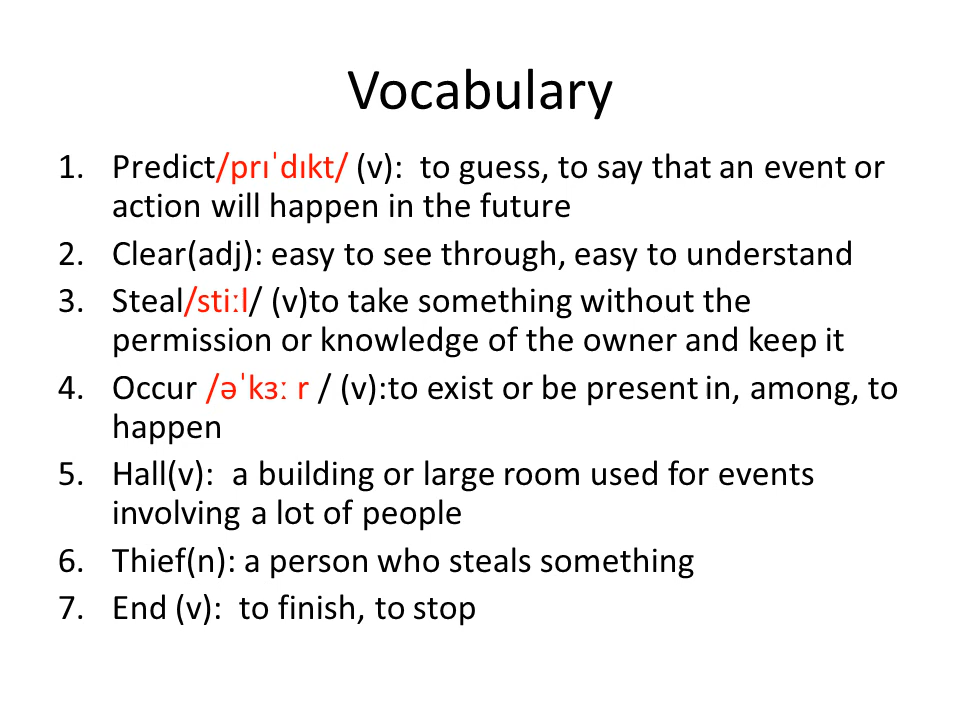 Vocabulary
1. Predict/prıˈdıkt/ (v):  to guess, to say that an event or
action will happen in the future
2. Clear(adj): easy to see through, easy to understand
3. Steal/stiːl/ (v)to take something without the
permission or knowledge of the owner and keep it
4. Occur /əˈkɜː r / (v):to exist or be present in, among, to
happen
5. Hall(v):  a building or large room used for events
involving a lot of people
6. Thief(n): a person who steals something
7. End (v):  to finish, to stop